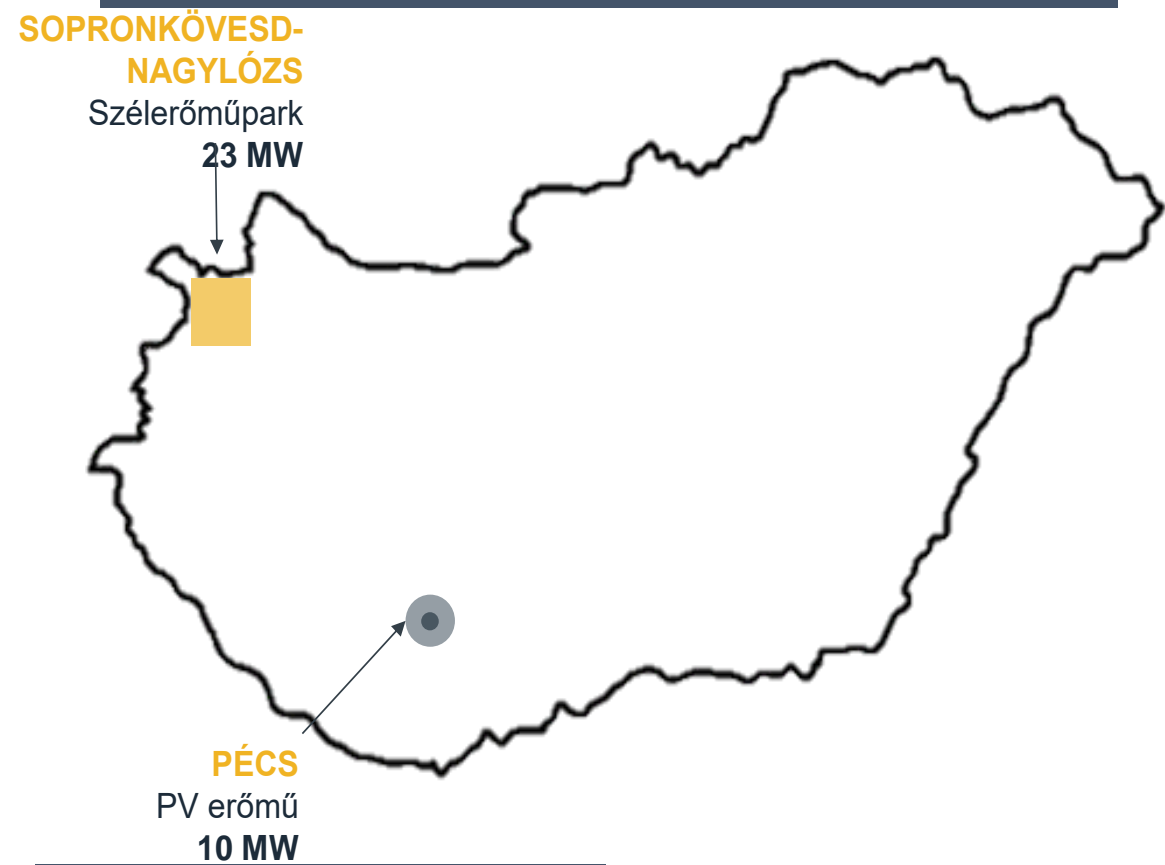 SOPRONKÖVESD-
NAGYLÓZS
Szélerőműpark
23 MW
PÉCS
PV erőmű
10 MW